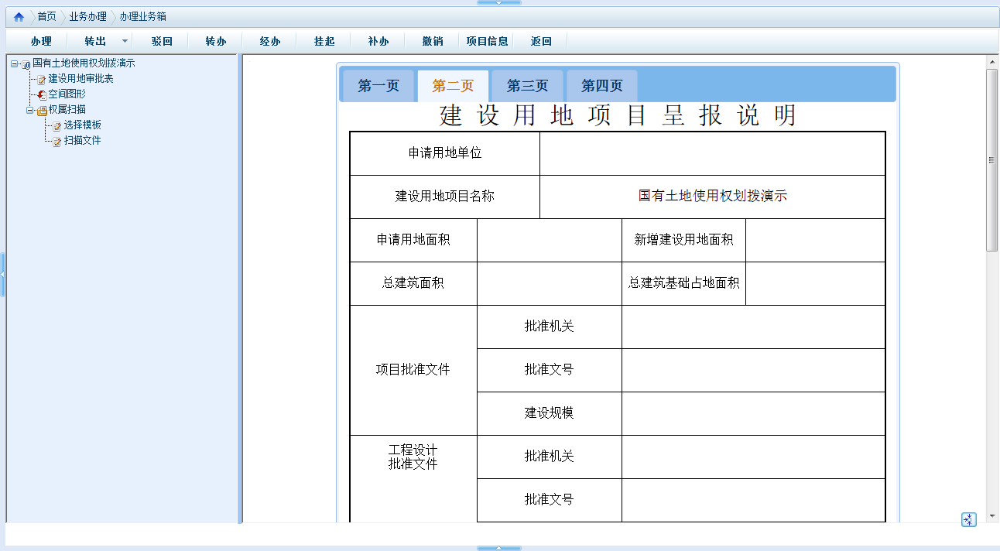 首页 业务办理 办理业务箱
办理 转出 驳回 转办 经办 挂起 补办 撤销 项目信息 返回
国有土地使用权划拨演示
建设用地审批表
空间图形
权属扫描
选择模板
扫描文件
第一页 第二页 第三页 第四页
建设用地项目呈报说明
申请用地单位
建设用地项目名称 国有土地使用权划拨演示
申请用地面积 新增建设用地面积
总建筑面积 总建筑基础占地面积
项目批准文件
批准机关
批准文号
建设规模
工程设计
批准文件
批准机关
批准文号